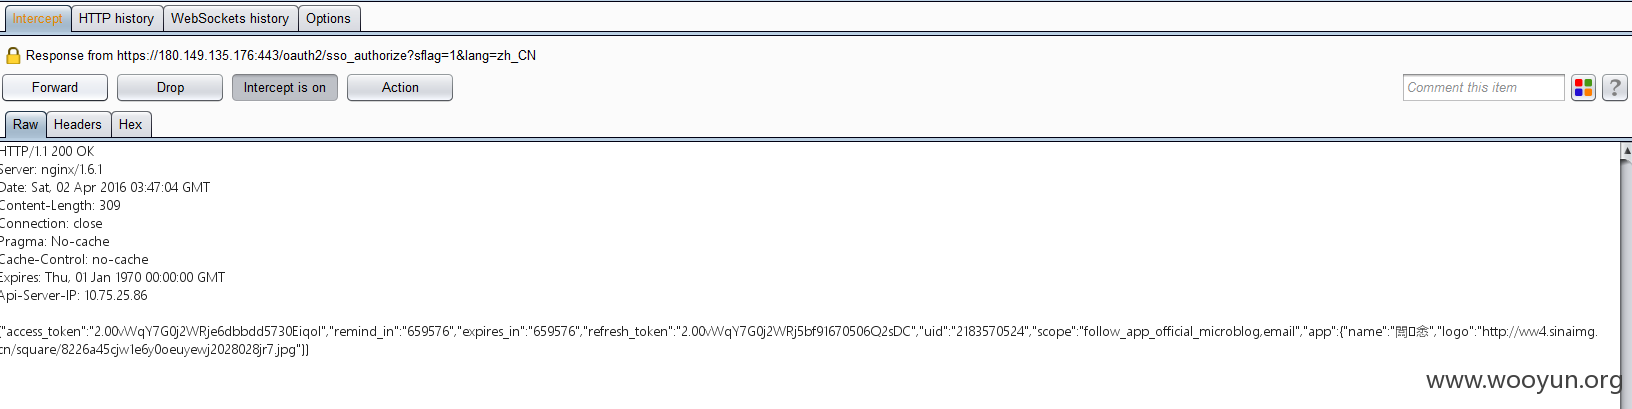 Intercept HTTP history WebSockets history Options
Response from https://180.149.135.176:443/oauth2/sso_authorize?sflag=1&lang=zh_CN
Forward Drop Intercept is on Action Comment this item ?
Raw Headers Hex
HTTP/1.1 200 OK
Server: nginx/1.6.1
Date: Sat, 02 Apr 2016 03:47:04 GMT
Content-Length: 309
Connection: close
Pragma: No-cache
Cache-Control: no-cache
Expires: Thu, 01 Jan 1970 00:00:00 GMT
Api-Server-IP: 10.75.25.86
{"access_token":"2.00vWqY7G0j2WRje6dbbdd5730EiqoI","remind_in":"659576","expires_in":"659576","refresh_token":"2.00vWqY7G0j2WRj5bf91670506Q2sDC","uid":"2183570524","scope":"follow_app_official_microblog,email","app":{"name":"","logo":"http://ww4.sinaimg.
cn/square/8226a45cjw1e6y0oeuyewj2028028jr7.jpg"}}
www.wooyun.org